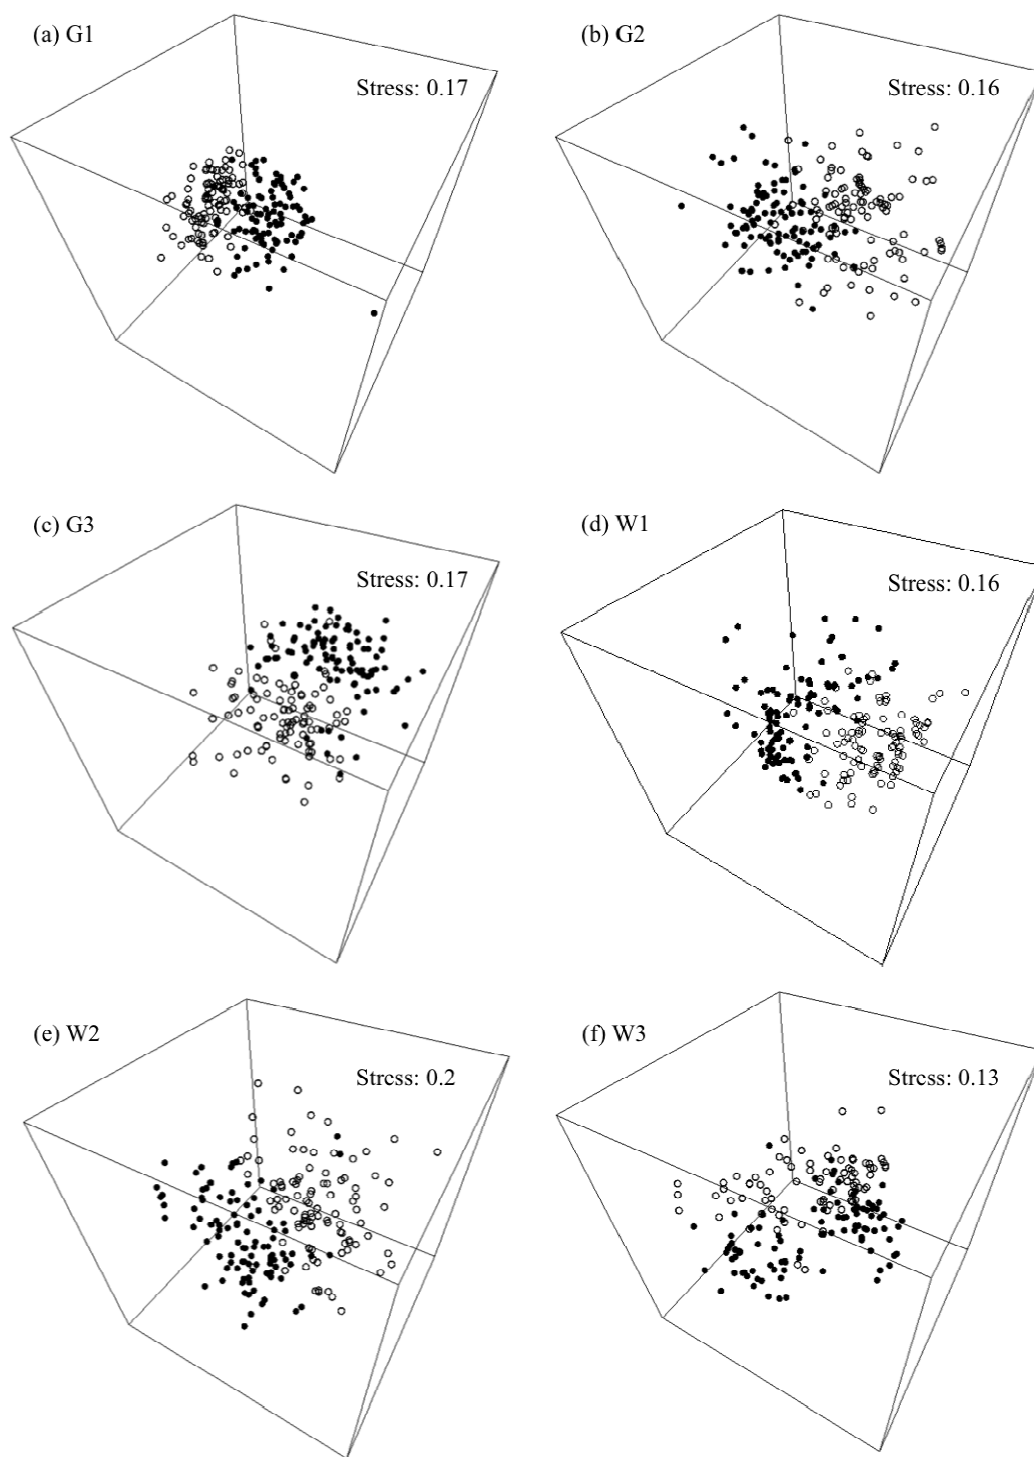 (a) G1
Stress: 0.17
(b) G2
Stress: 0.16
(c) G3
Stress: 0.17
(d) W1
Stress: 0.16
(e) W2
Stress: 0.2
(f) W3
Stress: 0.13